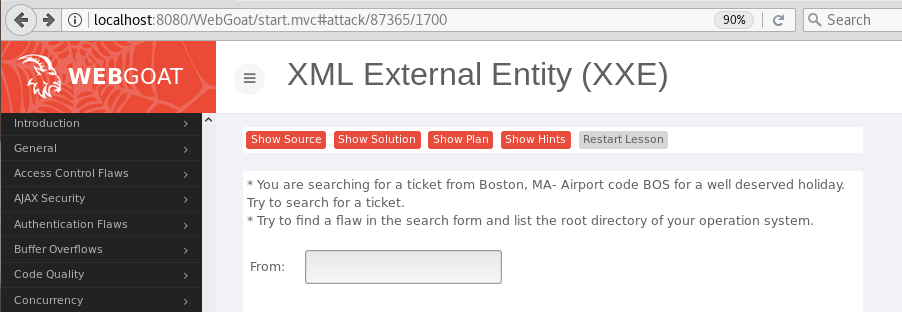 localhost:8080/WebGoat/start.mvc#attack/87365/1700
90%
Search
WEBGOAT
XML External Entity (XXE)
Introduction
General
Access Control Flaws
AJAX Security
Authentication Flaws
Buffer Overflows
Code Quality
Concurrency
Show Source Show Solution Show Plan Show Hints Restart Lesson
* You are searching for a ticket from Boston, MA- Airport code BOS for a well deserved holiday.
Try to search for a ticket.
* Try to find a flaw in the search form and list the root directory of your operation system.
From: